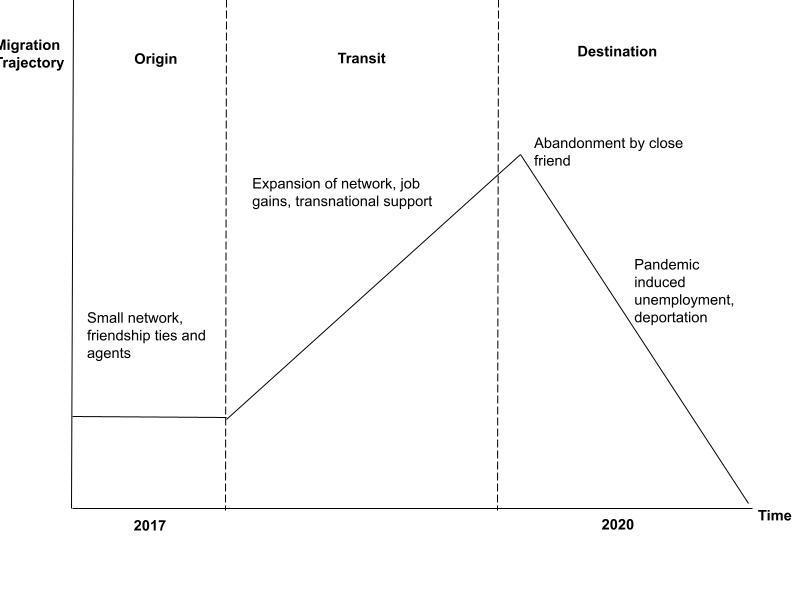 Migration
Trajectory
Origin
Transit
Destination
Abandonment by close
friend
Expansion of network, job
gains, transnational support
Pandemic
induced
unemployment,
deportation
Small network,
friendship ties and
agents
2017
2020
Time